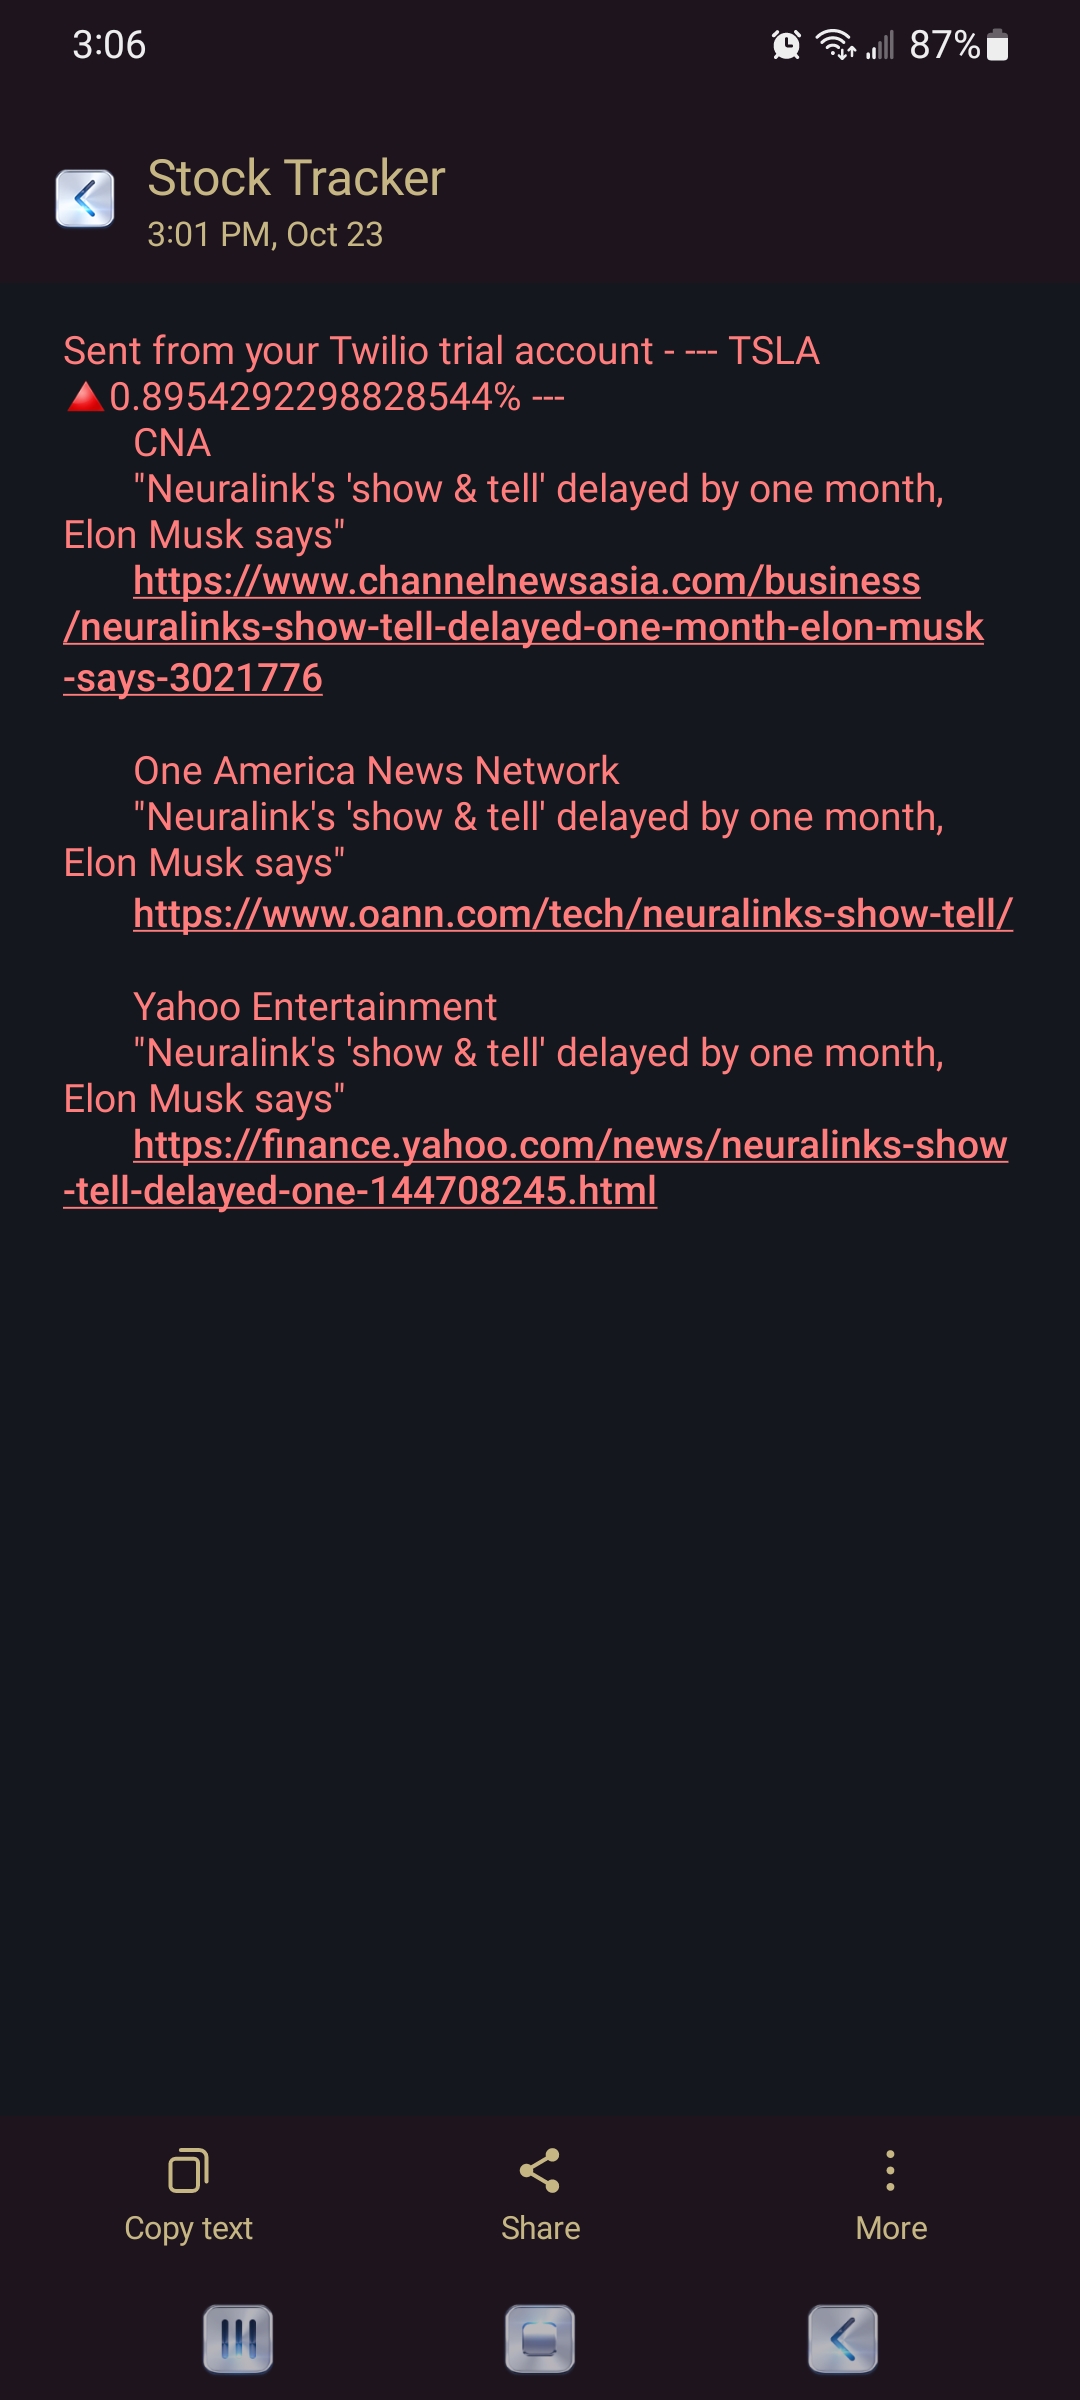 3:06
87%
Stock Tracker
3:01 PM, Oct 23
Sent from your Twilio trial account - --- TSLA
🔺0.8954292298828544% ---
CNA
"Neuralink's 'show & tell' delayed by one month,
Elon Musk says"
https://www.channelnewsasia.com/business
/neuralinks-show-tell-delayed-one-month-elon-musk
-says-3021776
One America News Network
"Neuralink's 'show & tell' delayed by one month,
Elon Musk says"
https://www.oann.com/tech/neuralinks-show-tell/
Yahoo Entertainment
"Neuralink's 'show & tell' delayed by one month,
Elon Musk says"
https://finance.yahoo.com/news/neuralinks-show
-tell-delayed-one-144708245.html
Copy text
Share
More